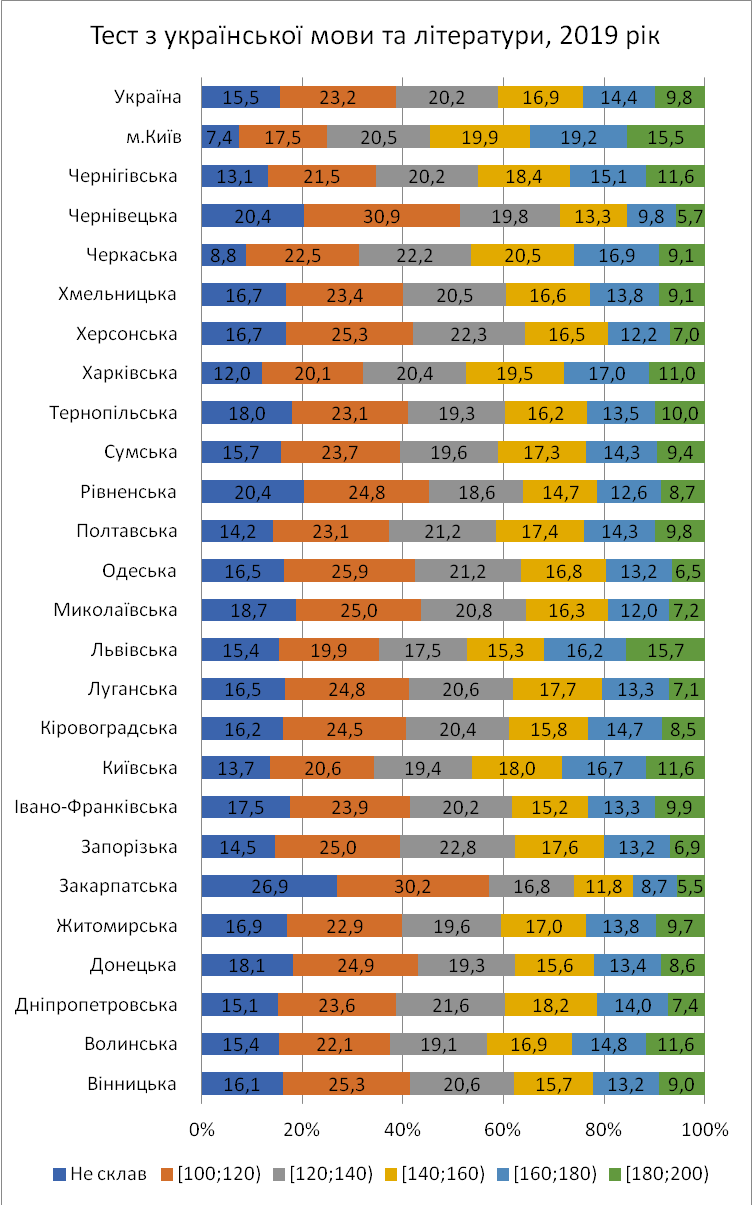 Тест з української мови та літератури, 2019 рік
Україна 15,5 23,2 20,2 16,9 14,4 9,8
м.Київ 7,4 17,5 20,5 19,9 19,2 15,5
Чернігівська 13,1 21,5 20,2 18,4 15,1 11,6
Чернівецька 20,4 30,9 19,8 13,3 9,8 5,7
Черкаська 8,8 22,5 22,2 20,5 16,9 9,1
Хмельницька 16,7 23,4 20,5 16,6 13,8 9,1
Херсонська 16,7 25,3 22,3 16,5 12,2 7,0
Харківська 12,0 20,1 20,4 19,5 17,0 11,0
Тернопільська 18,0 23,1 19,3 16,2 13,5 10,0
Сумська 15,7 23,7 19,6 17,3 14,3 9,4
Рівненська 20,4 24,8 18,6 14,7 12,6 8,7
Полтавська 14,2 23,1 21,2 17,4 14,3 9,8
Одеська 16,5 25,9 21,2 16,8 13,2 6,5
Миколаївська 18,7 25,0 20,8 16,3 12,0 7,2
Львівська 15,4 19,9 17,5 15,3 16,2 15,7
Луганська 16,5 24,8 20,6 17,7 13,3 7,1
Кіровоградська 16,2 24,5 20,4 15,8 14,7 8,5
Київська 13,7 20,6 19,4 18,0 16,7 11,6
Івано-Франківська 17,5 23,9 20,2 15,2 13,3 9,9
Запорізька 14,5 25,0 22,8 17,6 13,2 6,9
Закарпатська 26,9 30,2 16,8 11,8 8,7 5,5
Житомирська 16,9 22,9 19,6 17,0 13,8 9,7
Донецька 18,1 24,9 19,3 15,6 13,4 8,6
Дніпропетровська 15,1 23,6 21,6 18,2 14,0 7,4
Волинська 15,4 22,1 19,1 16,9 14,8 11,6
Вінницька 16,1 25,3 20,6 15,7 13,2 9,0
0% 20% 40% 60% 80% 100%
Не склав [100;120) [120;140) [140;160) [160;180) [180;200)